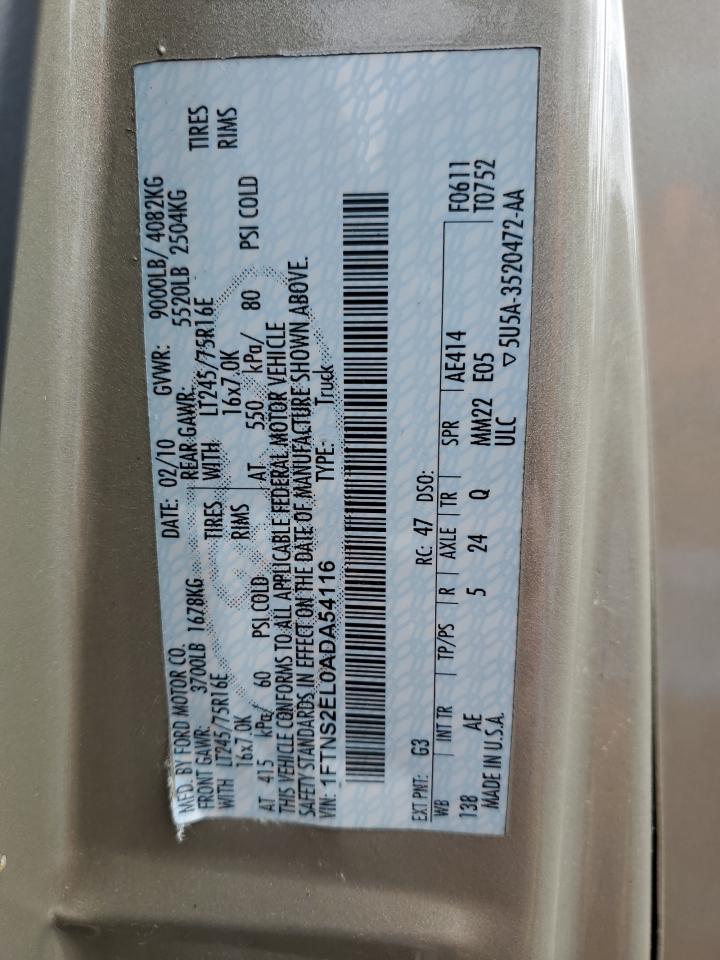 MFD. BY FORD MOTOR CO. DATE: 02/10 GVWR: 9000LB/ 4082KG
FRONT GAWR: 3700LB 1678KG REAR GAWR: 5520LB 2504KG
WITH LT245/75R16E TIRES WITH LT245/75R16E TIRES
16x7.0K RIMS 16x7.0K RIMS
AT 415 kPa/ 60 PSI COLD AT 550 kPa/ 80 PSI COLD
THIS VEHICLE CONFORMS TO ALL APPLICABLE FEDERAL MOTOR VEHICLE
SAFETY STANDARDS IN EFFECT ON THE DATE OF MANUFACTURE SHOWN ABOVE.
VIN: 1FTNS2EL0ADA54116 TYPE: Truck
EXT PNT: G3 RC: 47 DSO: F0611
WB INT TR TP/PS R AXLE TR SPR AE414 T0752
138 AE 5 24 Q MM22 E05
MADE IN U.S.A. ULC ▽5U5A-3520472-AA